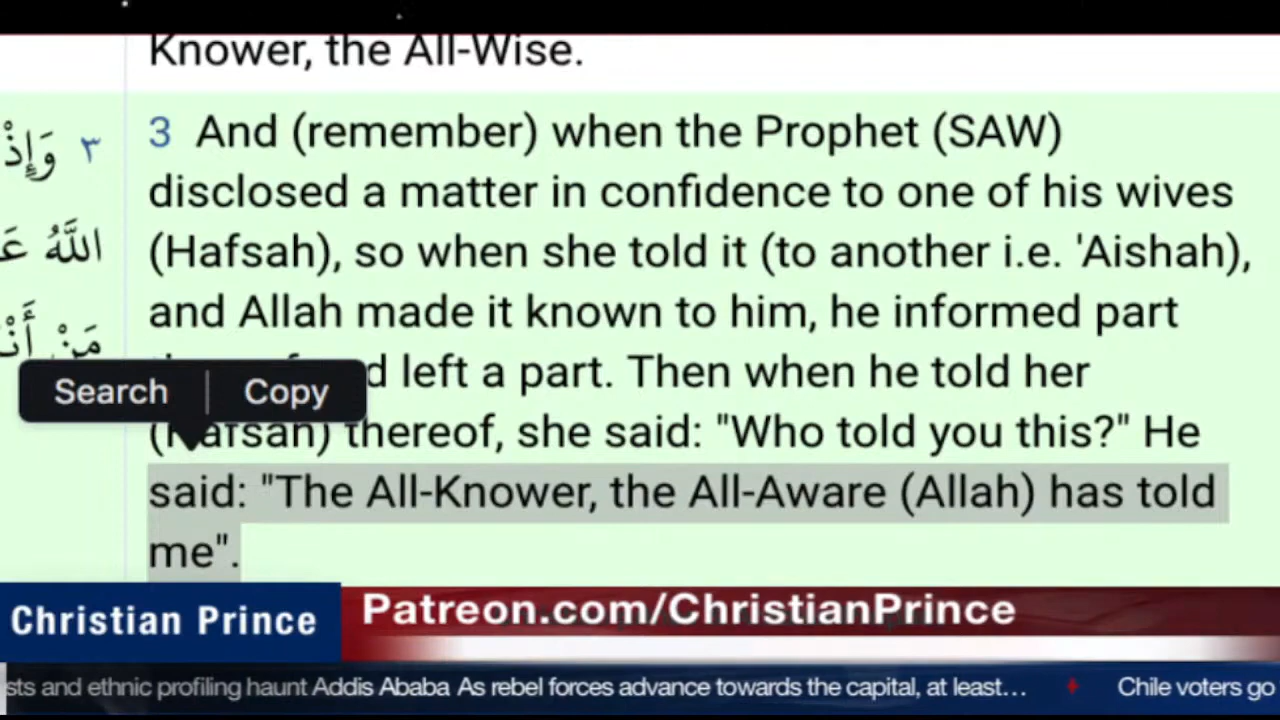 Knower, the All-Wise.
٣ وَإِذْ
3 And (remember) when the Prophet (SAW)
disclosed a matter in confidence to one of his wives
اللَّهُ عَ
(Hafsah), so when she told it (to another i.e. 'Aishah),
and Allah made it known to him, he informed part
مَنْ أَنْ
left a part. Then when he told her
Search
Copy
(Hafsah) thereof, she said: "Who told you this?" He
said: "The All-Knower, the All-Aware (Allah) has told
me".
Christian Prince
Patreon.com/ChristianPrince
sts and ethnic profiling haunt Addis Ababa As rebel forces advance towards the capital, at least... Chile voters go